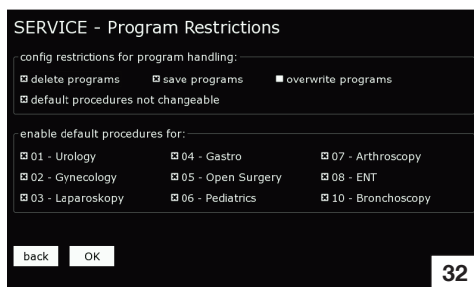 SERVICE - Program Restrictions
config restrictions for program handling:
delete programs save programs overwrite programs
default procedures not changeable
enable default procedures for:
01 - Urology 04 - Gastro 07 - Arthroscopy
02 - Gynecology 05 - Open Surgery 08 - ENT
03 - Laparoskopy 06 - Pediatrics 10 - Bronchoscopy
back OK
32